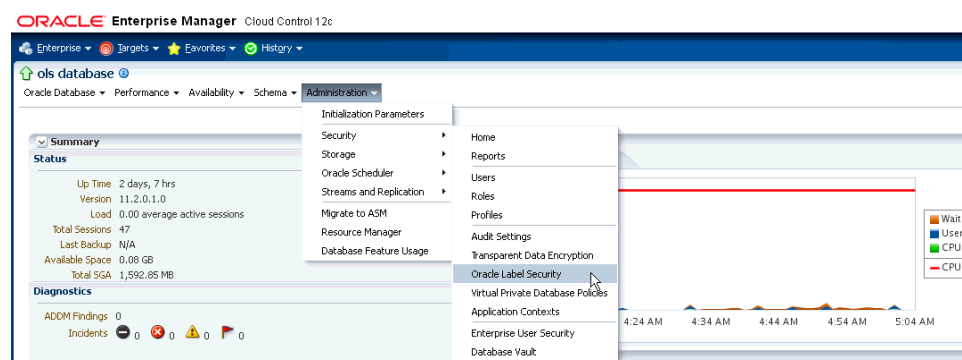 ORACLE Enterprise Manager Cloud Control 12c
Enterprise Targets Favorites History
ols database
Oracle Database Performance Availability Schema Administration
Initialization Parameters
Security
Storage
Oracle Scheduler
Streams and Replication
Migrate to ASM
Resource Manager
Database Feature Usage
Home
Reports
Users
Roles
Profiles
Audit Settings
Transparent Data Encryption
Oracle Label Security
Virtual Private Database Policies
Application Contexts
Enterprise User Security
Database Vault
Summary
Status
Up Time 2 days, 7 hrs
Version 11.2.0.1.0
Load 0.00 average active sessions
Total Sessions 47
Last Backup N/A
Available Space 0.08 GB
Total SGA 1,592.85 MB
Diagnostics
ADDM Findings 0
Incidents 0 0 0 0
Wait
User
CPU
CPU
4:24 AM 4:34 AM 4:44 AM 4:54 AM 5:04 AM